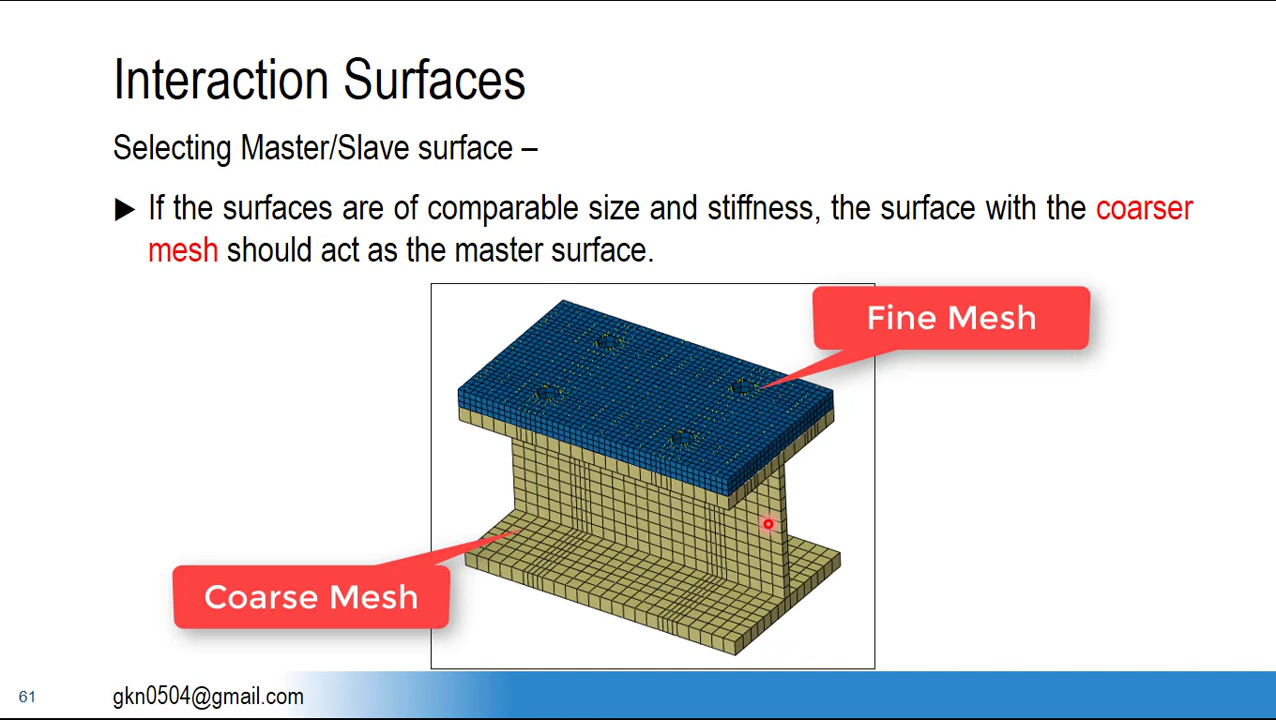 Interaction Surfaces
Selecting Master/Slave surface –
If the surfaces are of comparable size and stiffness, the surface with the coarser
mesh should act as the master surface.
Fine Mesh
Coarse Mesh
61
gkn0504@gmail.com